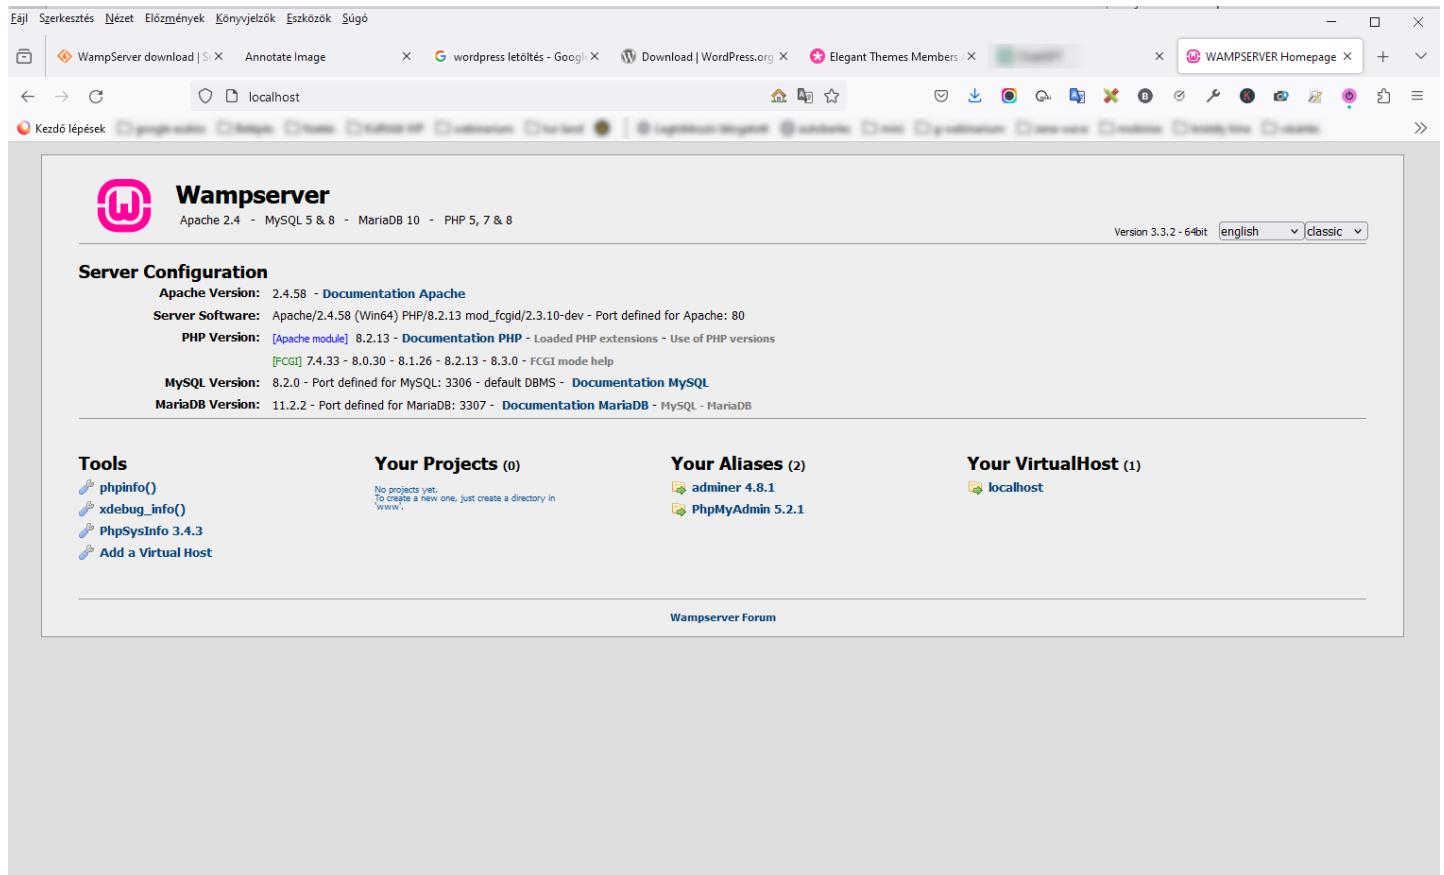 Fájl Szerkesztés Nézet Előzmények Könyvjelzők Eszközök Súgó
WampServer download | S Annotate Image wordpress letöltés - Googl Download | WordPress.org Elegant Themes Members WAMPSERVER Homepage
localhost
Kezdő lépések
Wampserver
Apache 2.4 - MySQL 5 & 8 - MariaDB 10 - PHP 5, 7 & 8
Version 3.3.2 - 64bit english classic
Server Configuration
Apache Version: 2.4.58 - Documentation Apache
Server Software: Apache/2.4.58 (Win64) PHP/8.2.13 mod_fcgid/2.3.10-dev - Port defined for Apache: 80
PHP Version: [Apache module] 8.2.13 - Documentation PHP - Loaded PHP extensions - Use of PHP versions
[FCGI] 7.4.33 - 8.0.30 - 8.1.26 - 8.2.13 - 8.3.0 - FCGI mode help
MySQL Version: 8.2.0 - Port defined for MySQL: 3306 - default DBMS - Documentation MySQL
MariaDB Version: 11.2.2 - Port defined for MariaDB: 3307 - Documentation MariaDB - MySQL - MariaDB
Tools
phpinfo()
xdebug_info()
PhpSysInfo 3.4.3
Add a Virtual Host
Your Projects (0)
No projects yet.
To create a new one, just create a directory in
'www'.
Your Aliases (2)
adminer 4.8.1
PhpMyAdmin 5.2.1
Your VirtualHost (1)
localhost
Wampserver Forum